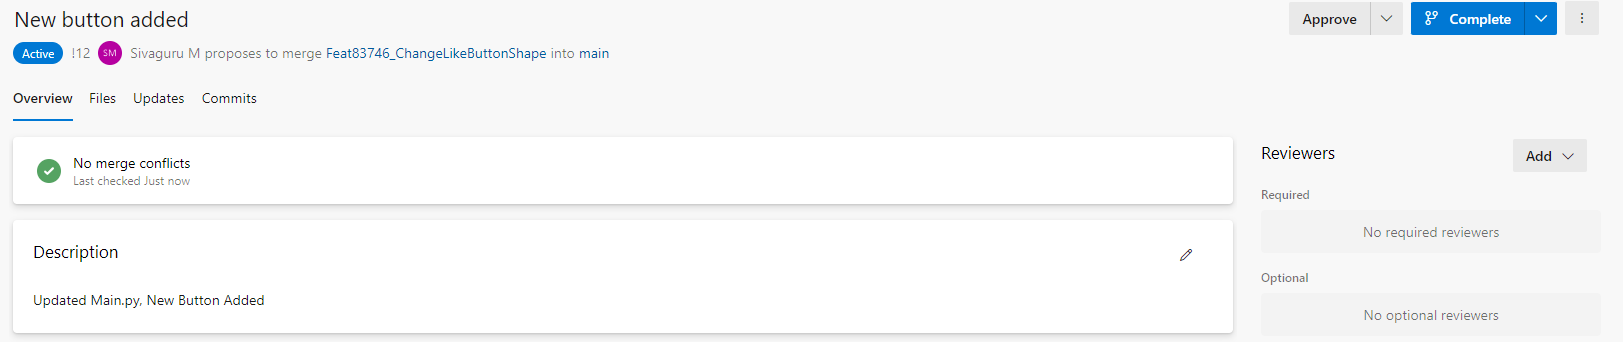 New button added
Approve
Complete
Active !12 SM Sivaguru M proposes to merge Feat83746_ChangeLikeButtonShape into main
Overview Files Updates Commits
No merge conflicts
Last checked Just now
Description
Updated Main.py, New Button Added
Reviewers
Add
Required
No required reviewers
Optional
No optional reviewers